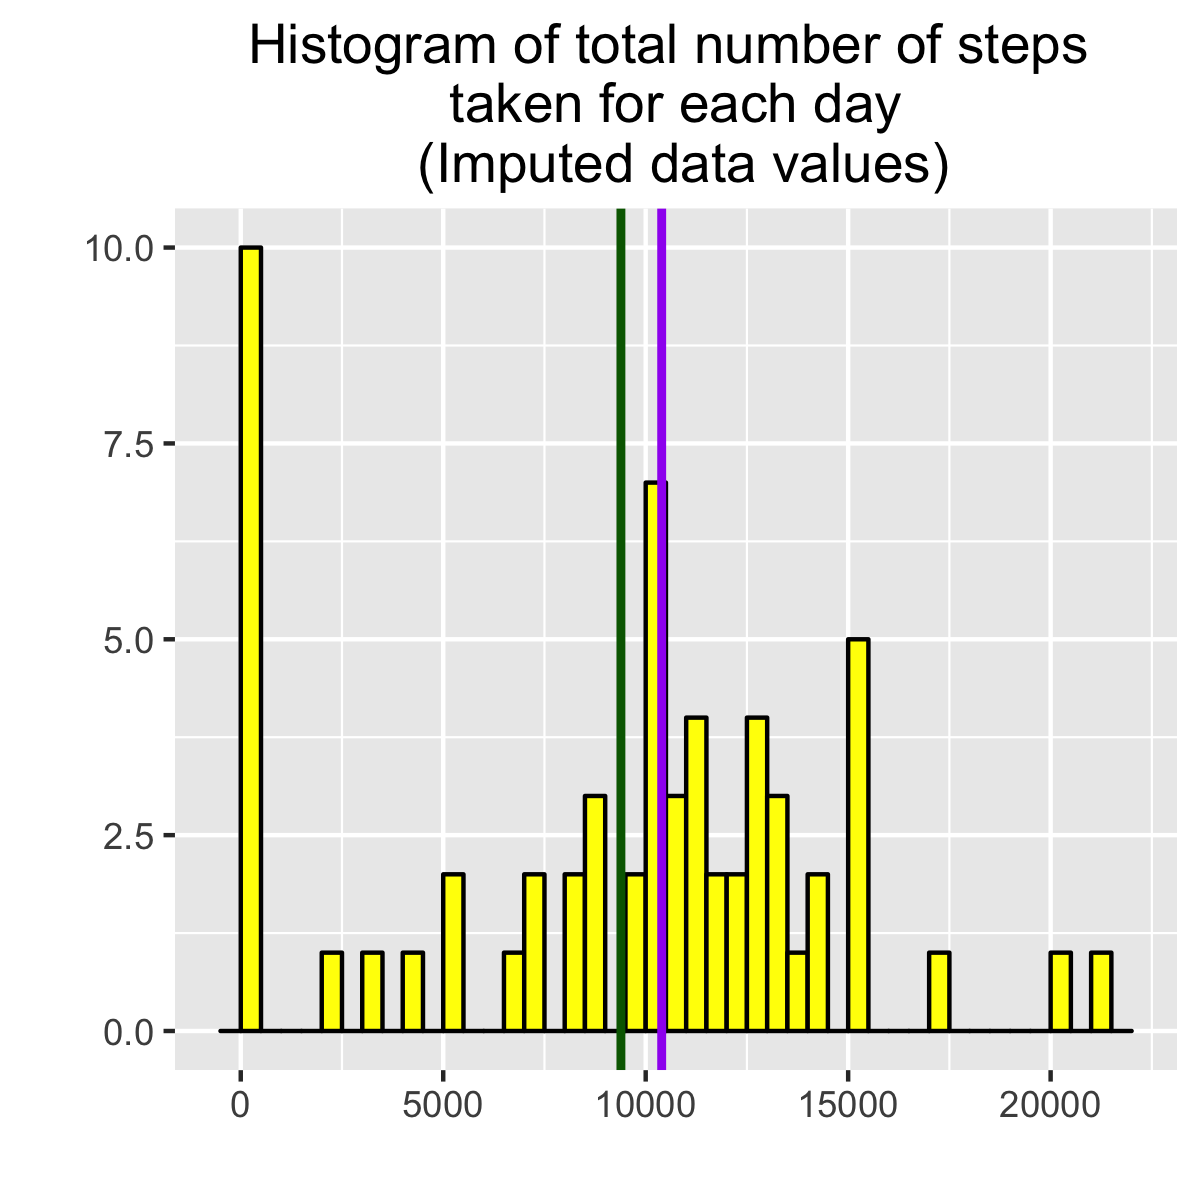 Histogram of total number of steps
taken for each day
(Imputed data values)
10.0
7.5
5.0
2.5
0.0
0 5000 10000 15000 20000